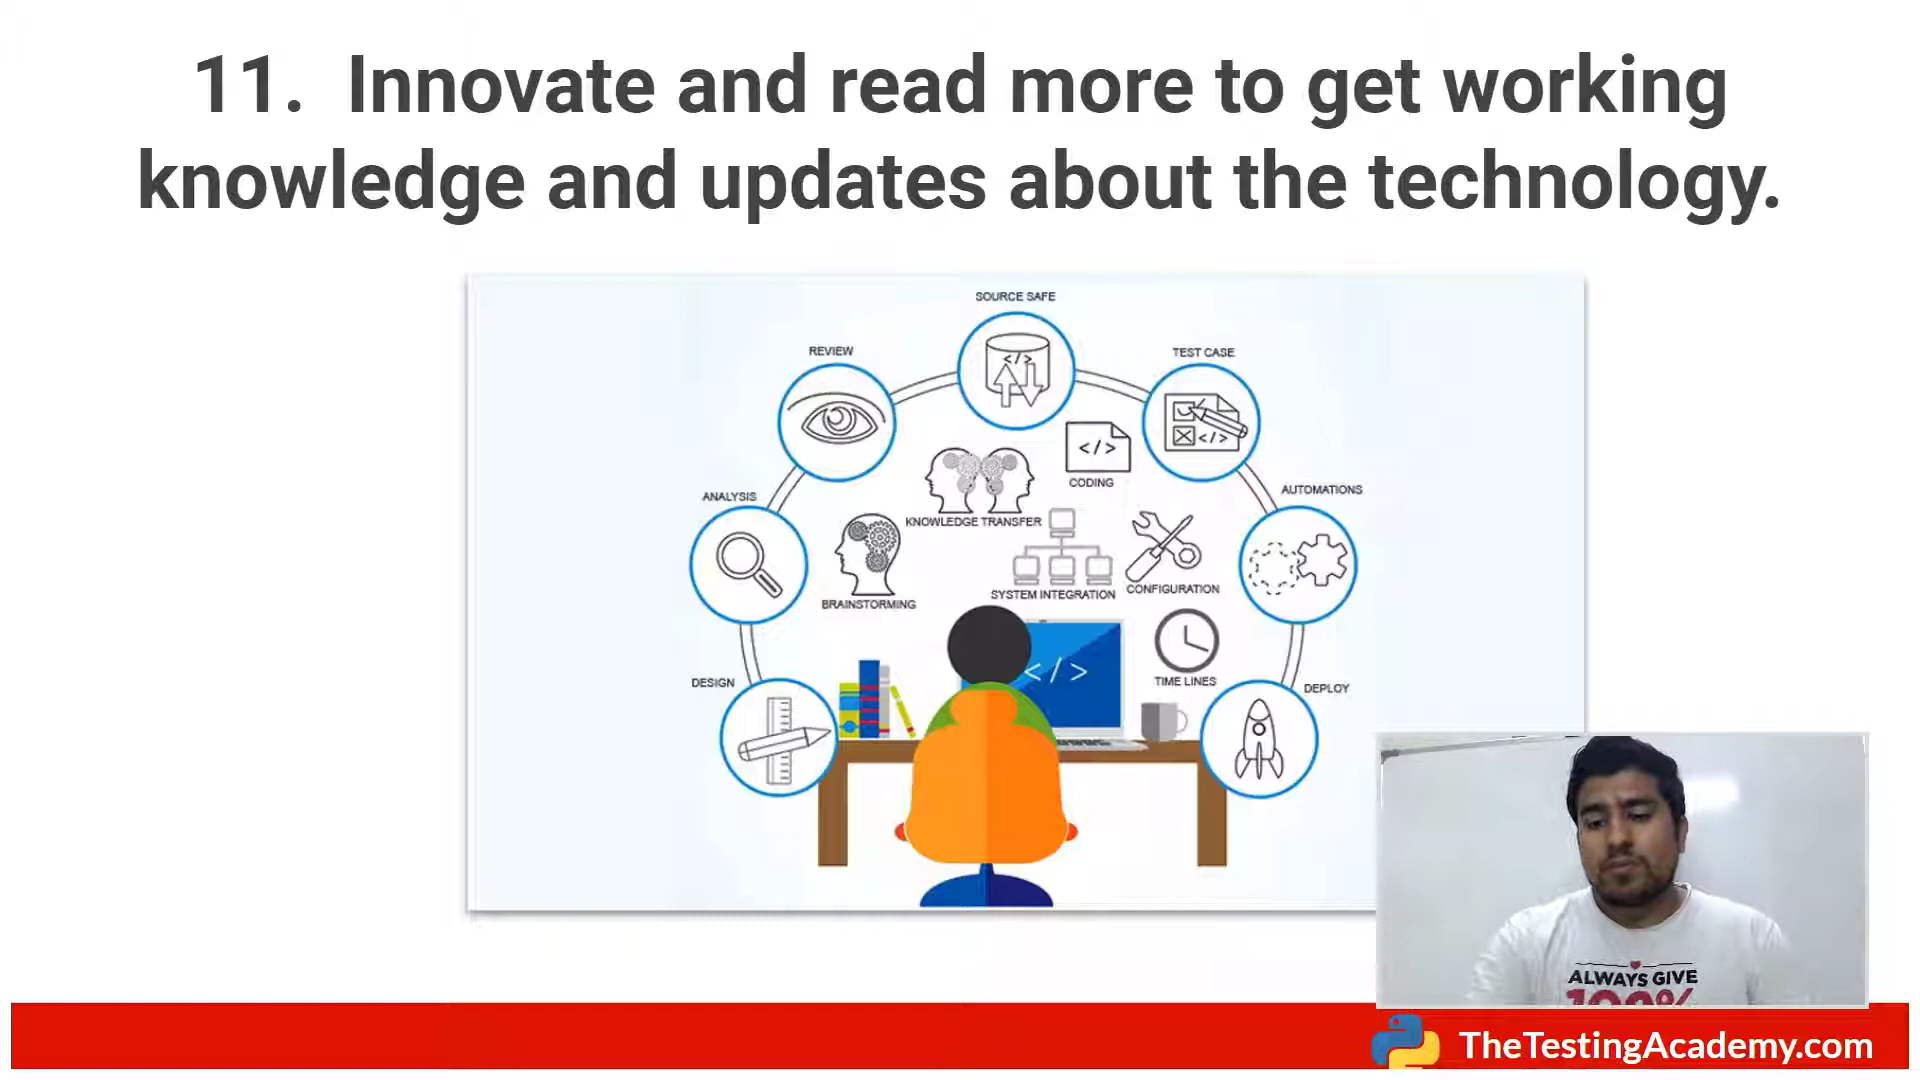 11. Innovate and read more to get working
knowledge and updates about the technology.
SOURCE SAFE
REVIEW
TEST CASE
</>
</>
</>
CODING
ANALYSIS
AUTOMATIONS
KNOWLEDGE TRANSFER
BRAINSTORMING
SYSTEM INTEGRATION
CONFIGURATION
</>
TIME LINES
DESIGN
DEPLOY
ALWAYS GIVE
100%
TheTestingAcademy.com